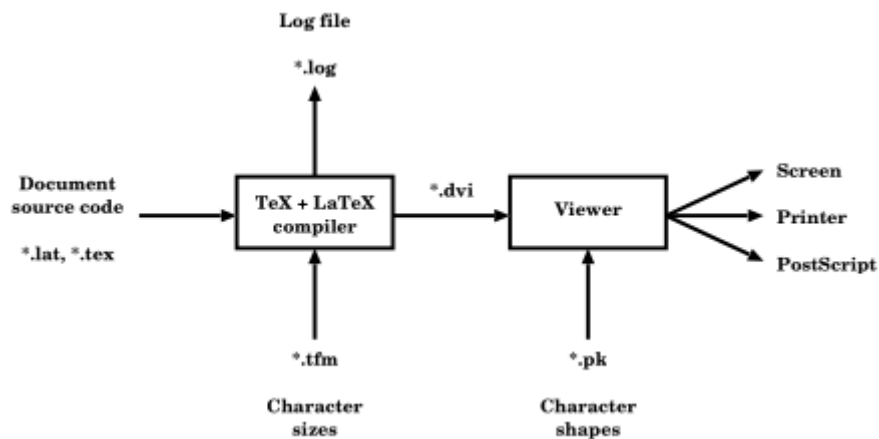 Log file
*.log
Document
source code
*.lat, *.tex
TeX + LaTeX
compiler
*.dvi
Viewer
Screen
Printer
PostScript
*.tfm
Character
sizes
*.pk
Character
shapes